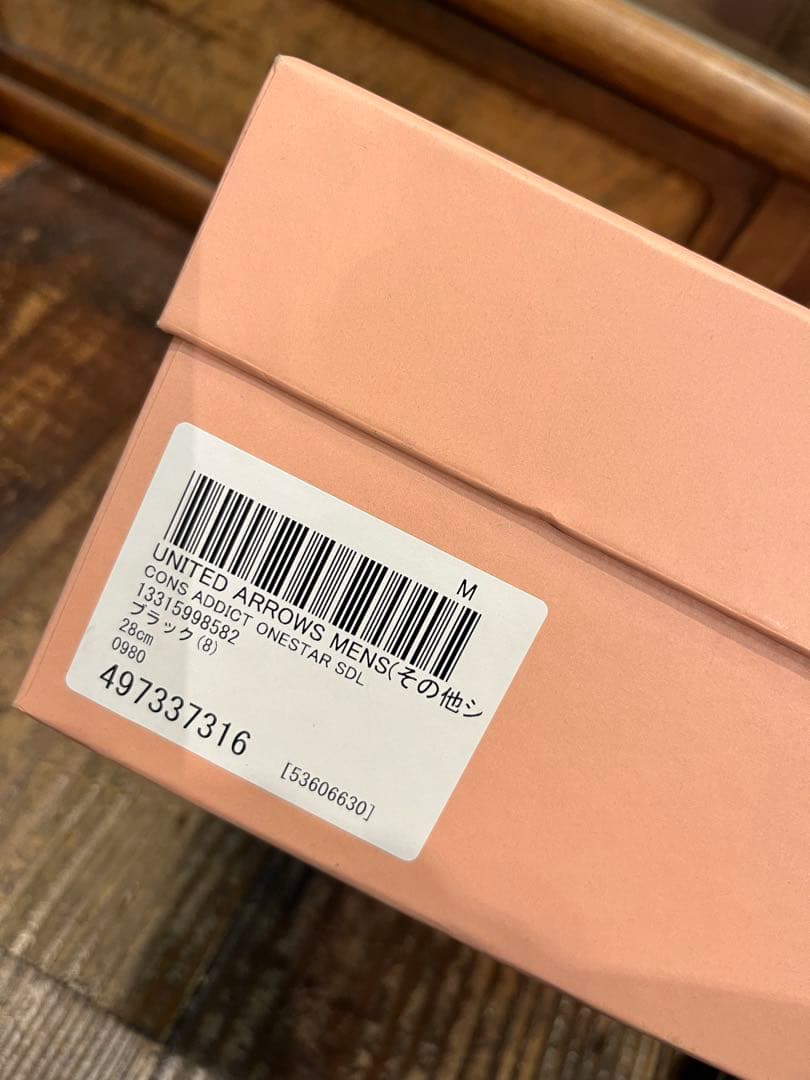 M
UNITED ARROWS MENS(その他シ
CONS ADDICT ONESTAR SDL
13315998582
ブラック(8)
28cm
0980
497337316
[53606630]